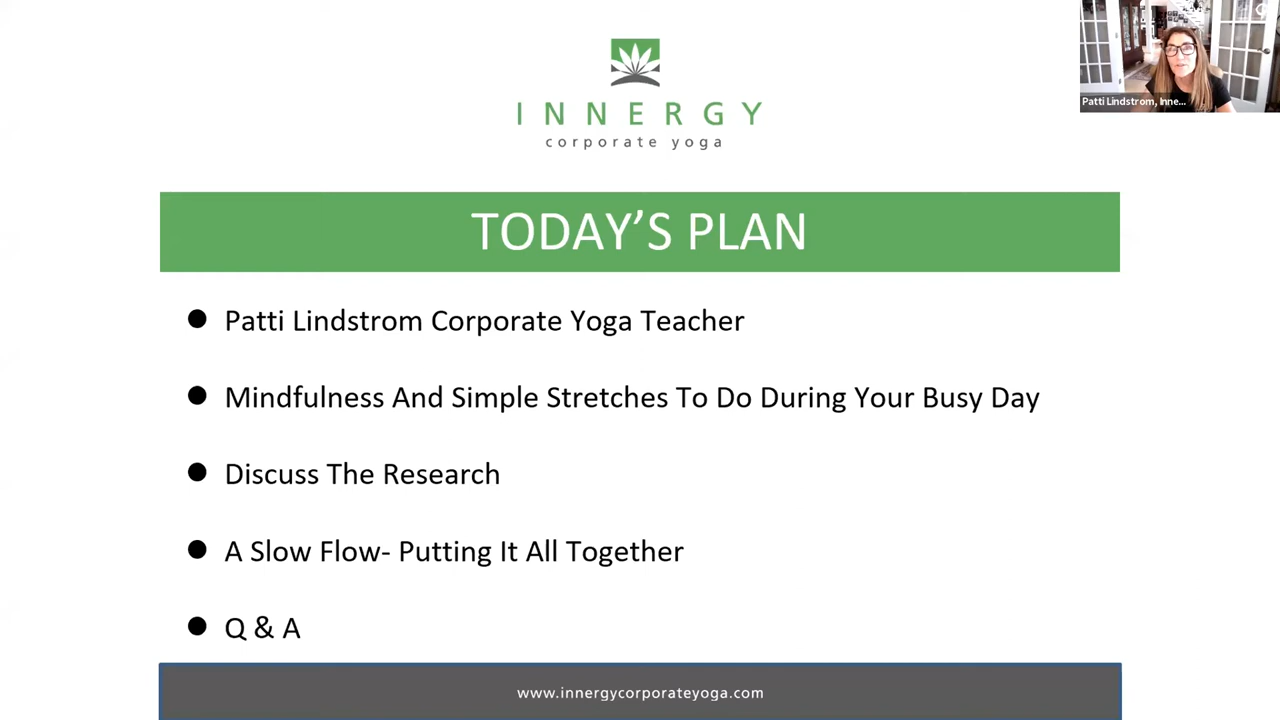 INNERGY
corporate yoga
Patti Lindstrom, Inne...
TODAY'S PLAN
● Patti Lindstrom Corporate Yoga Teacher
● Mindfulness And Simple Stretches To Do During Your Busy Day
● Discuss The Research
● A Slow Flow- Putting It All Together
● Q & A
www.innergycorporateyoga.com